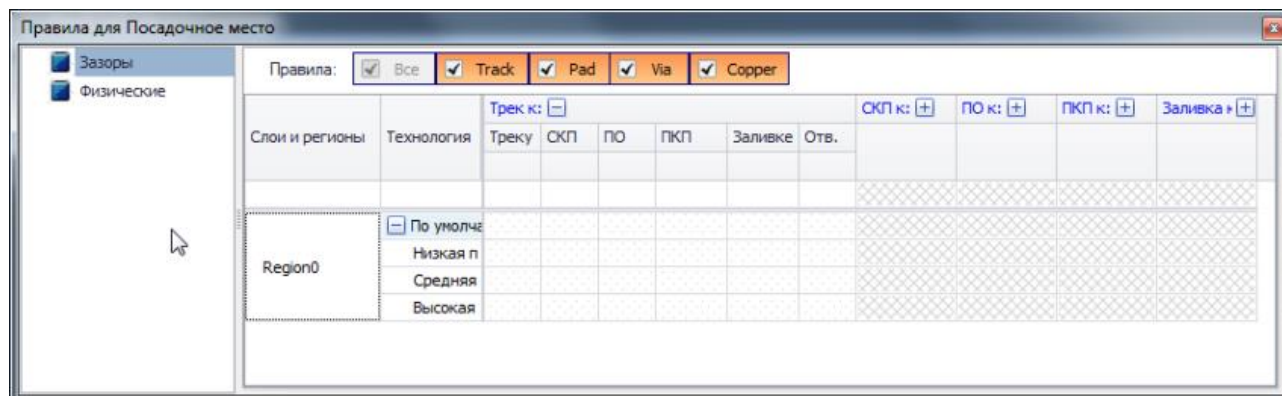 Правила для Посадочное место
Зазоры
Физические
Правила: Все Track Pad Via Copper
Слои и регионы Технология Трек к: СКП к: ПО к: ПКП к: Заливка к
Треку СКП ПО ПКП Заливке Отв.
Region0
По умолча
Низкая п
Средняя
Высокая